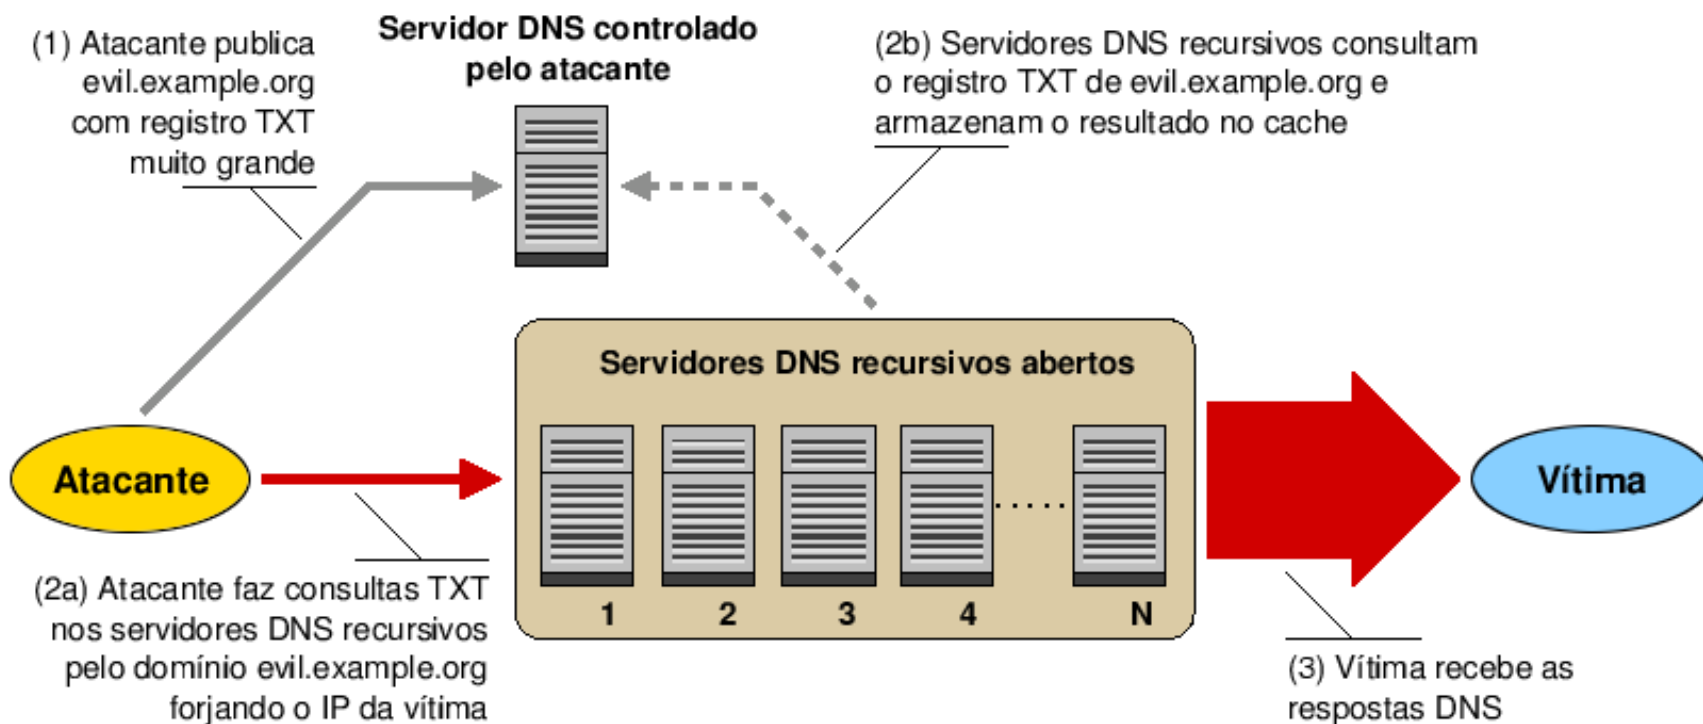 (1) Atacante publica
evil.example.org
com registro TXT
muito grande
Servidor DNS controlado
pelo atacante
(2b) Servidores DNS recursivos consultam
o registro TXT de evil.example.org e
armazenam o resultado no cache
Servidores DNS recursivos abertos
Atacante
1 2 3 4 ...... N
Vítima
(2a) Atacante faz consultas TXT
nos servidores DNS recursivos
pelo domínio evil.example.org
forjando o IP da vítima
(3) Vítima recebe as
respostas DNS